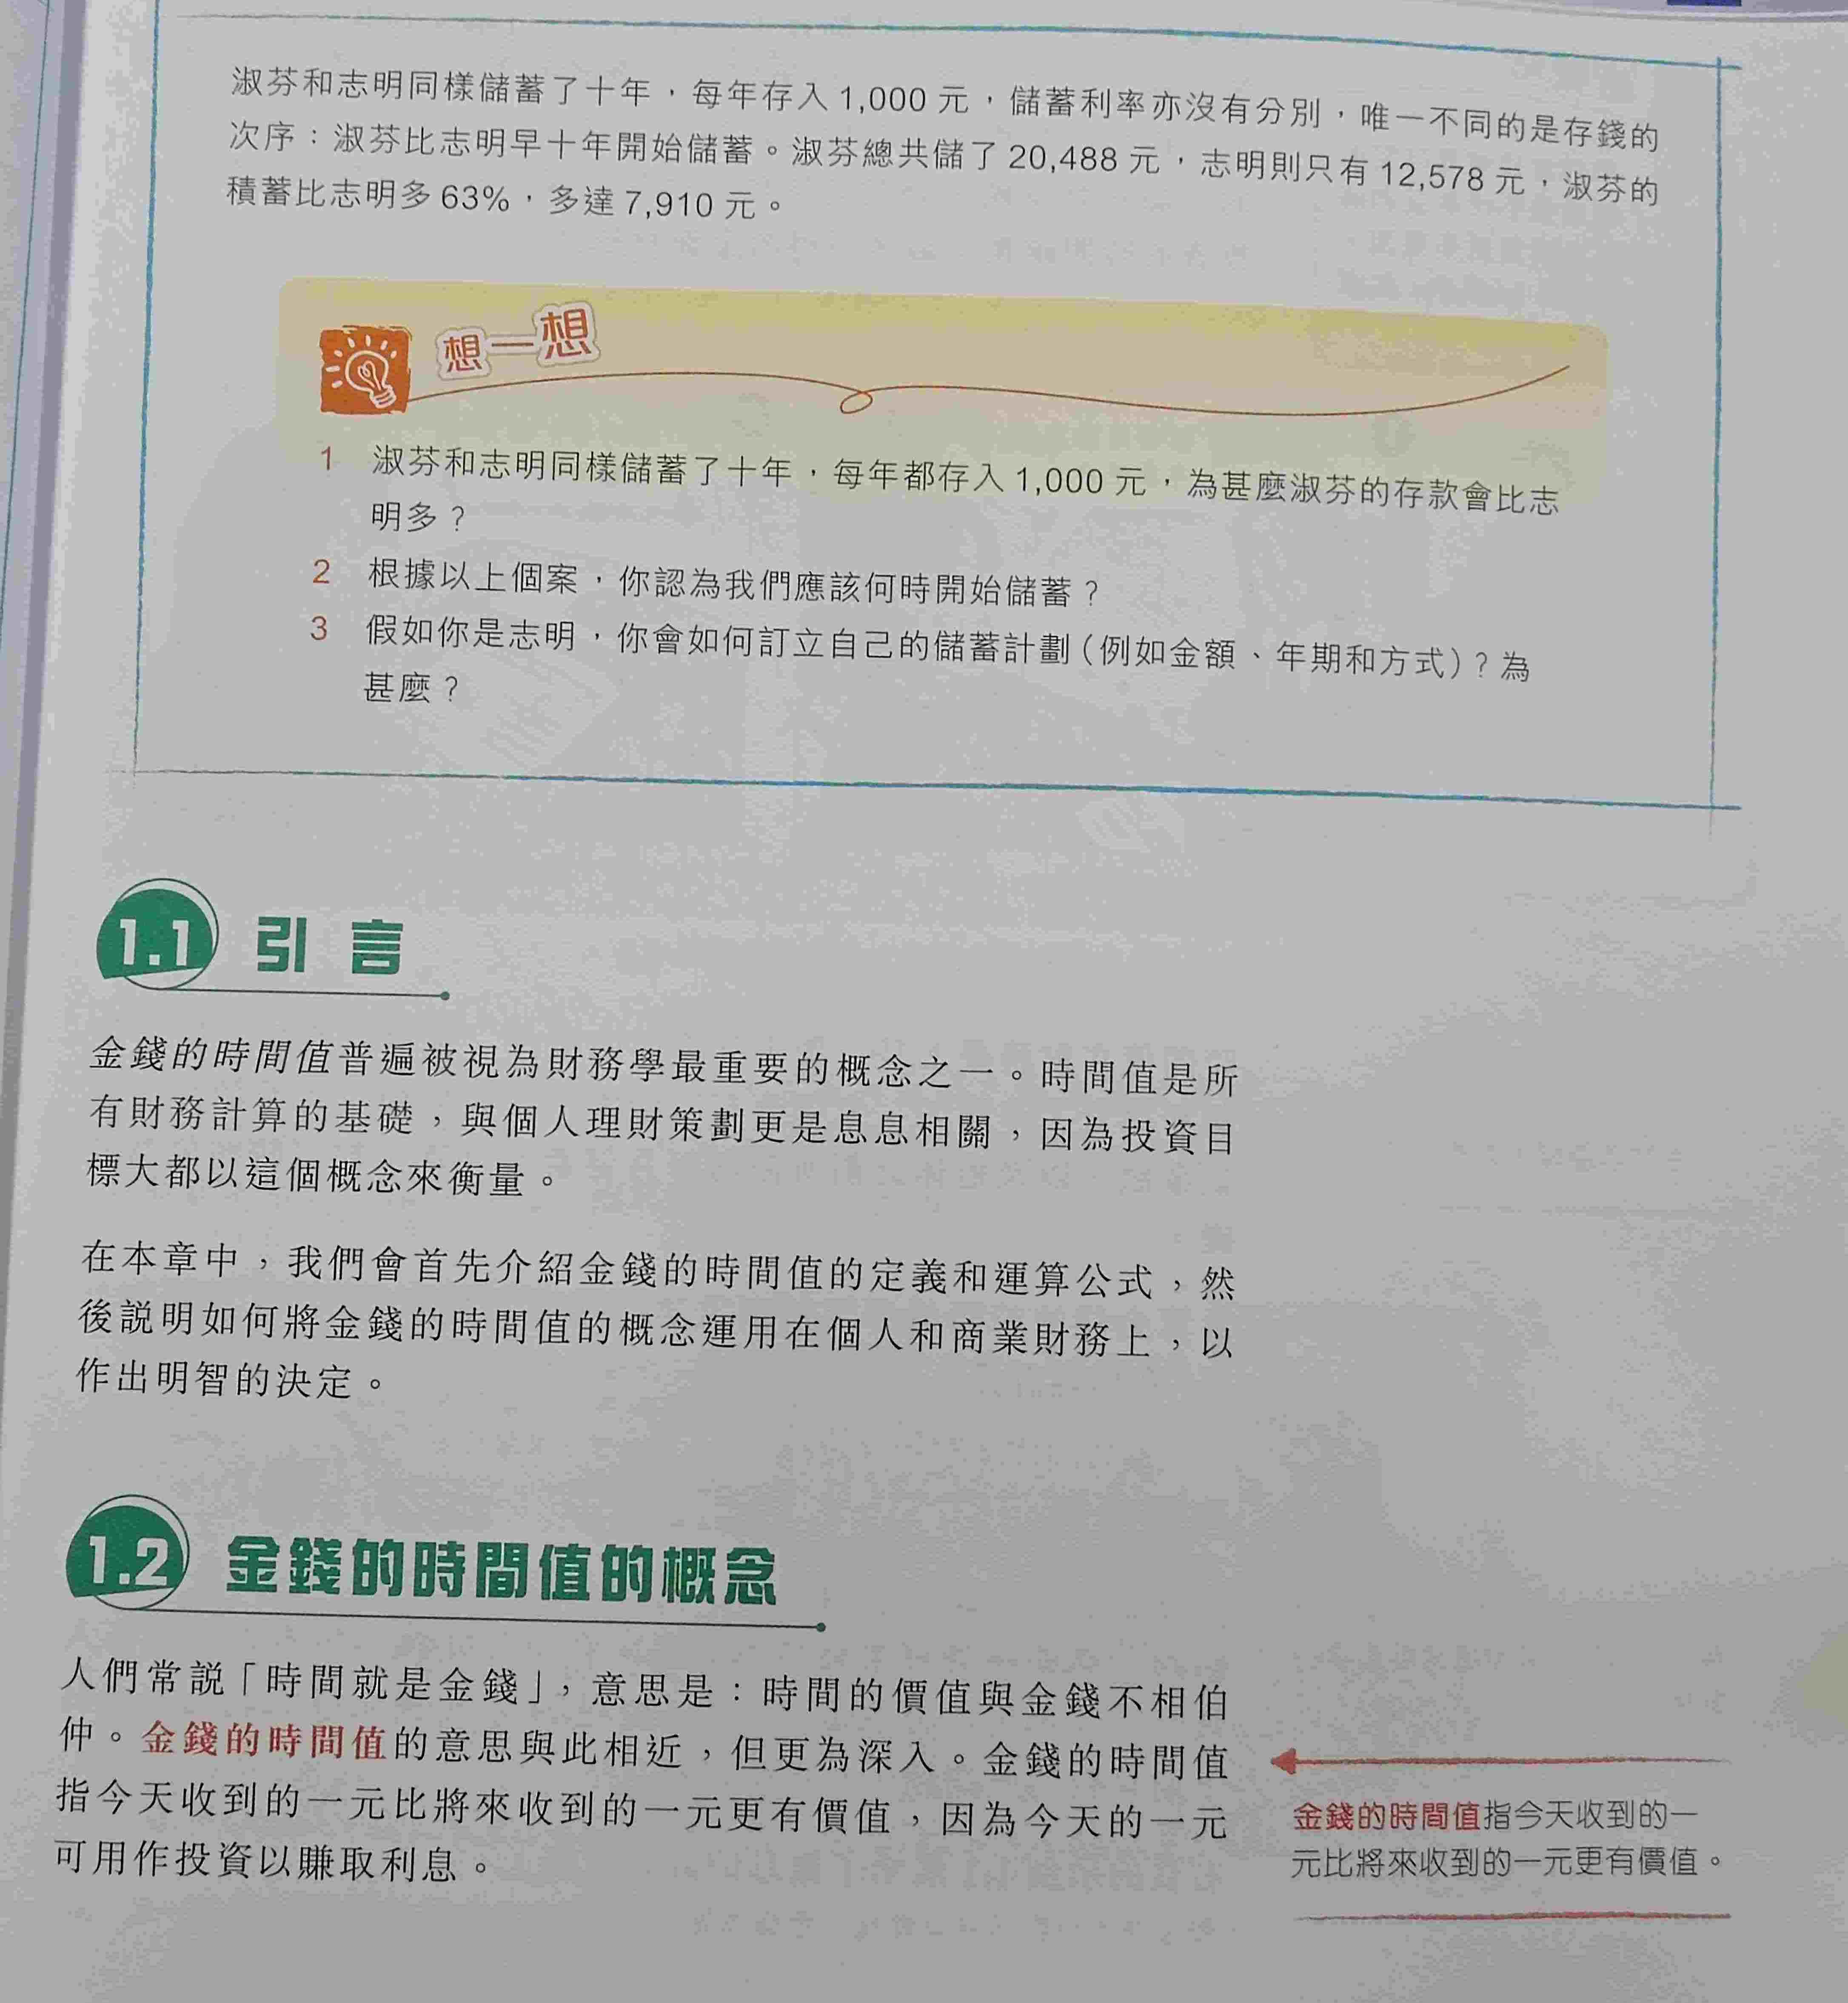 淑芬和志明同樣儲蓄了十年，每年存入 1,000 元，儲蓄利率亦沒有分別，唯一不同的是存錢的
次序：淑芬比志明早十年開始儲蓄。淑芬總共儲了 20,488 元，志明則只有 12,578 元，淑芬的
積蓄比志明多 63%，多達 7,910 元。
想一想
1 淑芬和志明同樣儲蓄了十年，每年都存入 1,000 元，為甚麼淑芬的存款會比志
明多？
2 根據以上個案，你認為我們應該何時開始儲蓄？
3 假如你是志明，你會如何訂立自己的儲蓄計劃（例如金額、年期和方式）？為
甚麼？
1.1 引言
金錢的時間值普遍被視為財務學最重要的概念之一。時間值是所
有財務計算的基礎，與個人理財策劃更是息息相關，因為投資目
標大都以這個概念來衡量。
在本章中，我們會首先介紹金錢的時間值的定義和運算公式，然
後說明如何將金錢的時間值的概念運用在個人和商業財務上，以
作出明智的決定。
1.2 金錢的時間值的概念
人們常說「時間就是金錢」，意思是：時間的價值與金錢不相伯
仲。金錢的時間值的意思與此相近，但更為深入。金錢的時間值
指今天收到的一元比將來收到的一元更有價值，因為今天的一元
可用作投資以賺取利息。
金錢的時間值指今天收到的一
元比將來收到的一元更有價值。